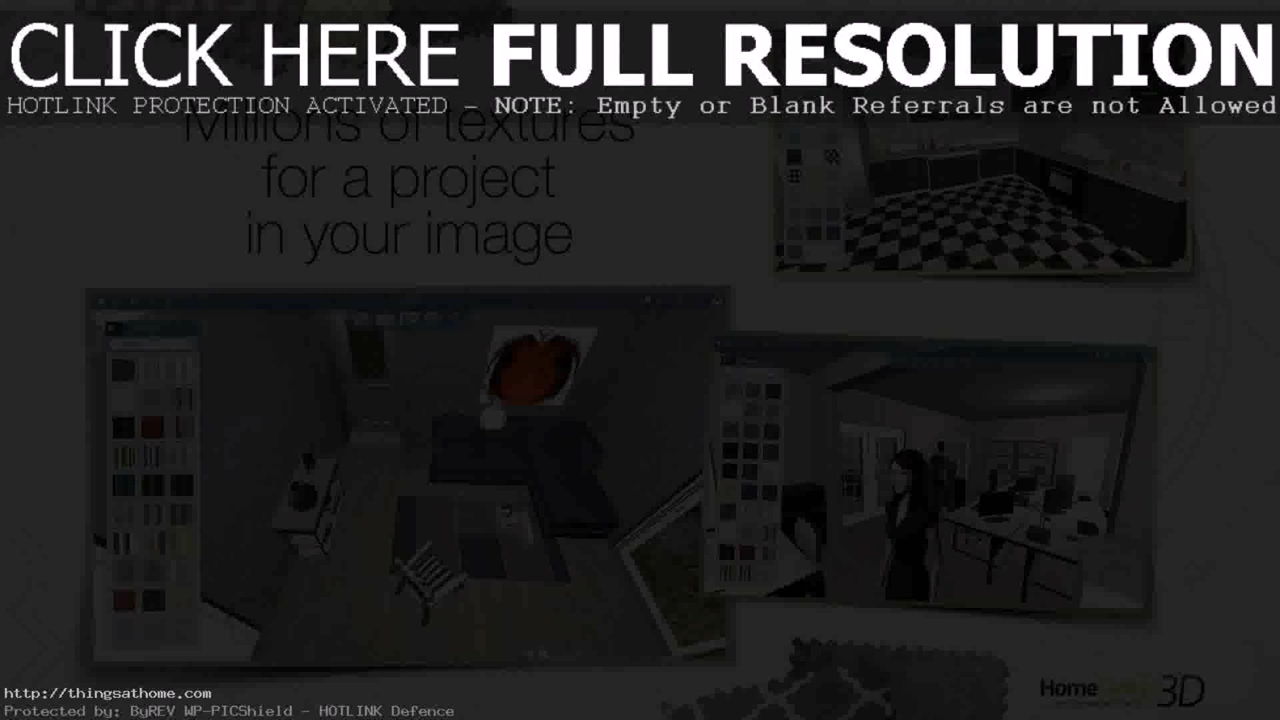 CLICK HERE FULL RESOLUTION
HOTLINK PROTECTION ACTIVATED - NOTE: Empty or Blank Referrals are not Allowed
Millions of textures
for a project
in your image
Home 3D
http://thingsathome.com
Protected by: ByREV WP-PICShield - HOTLINK Defence